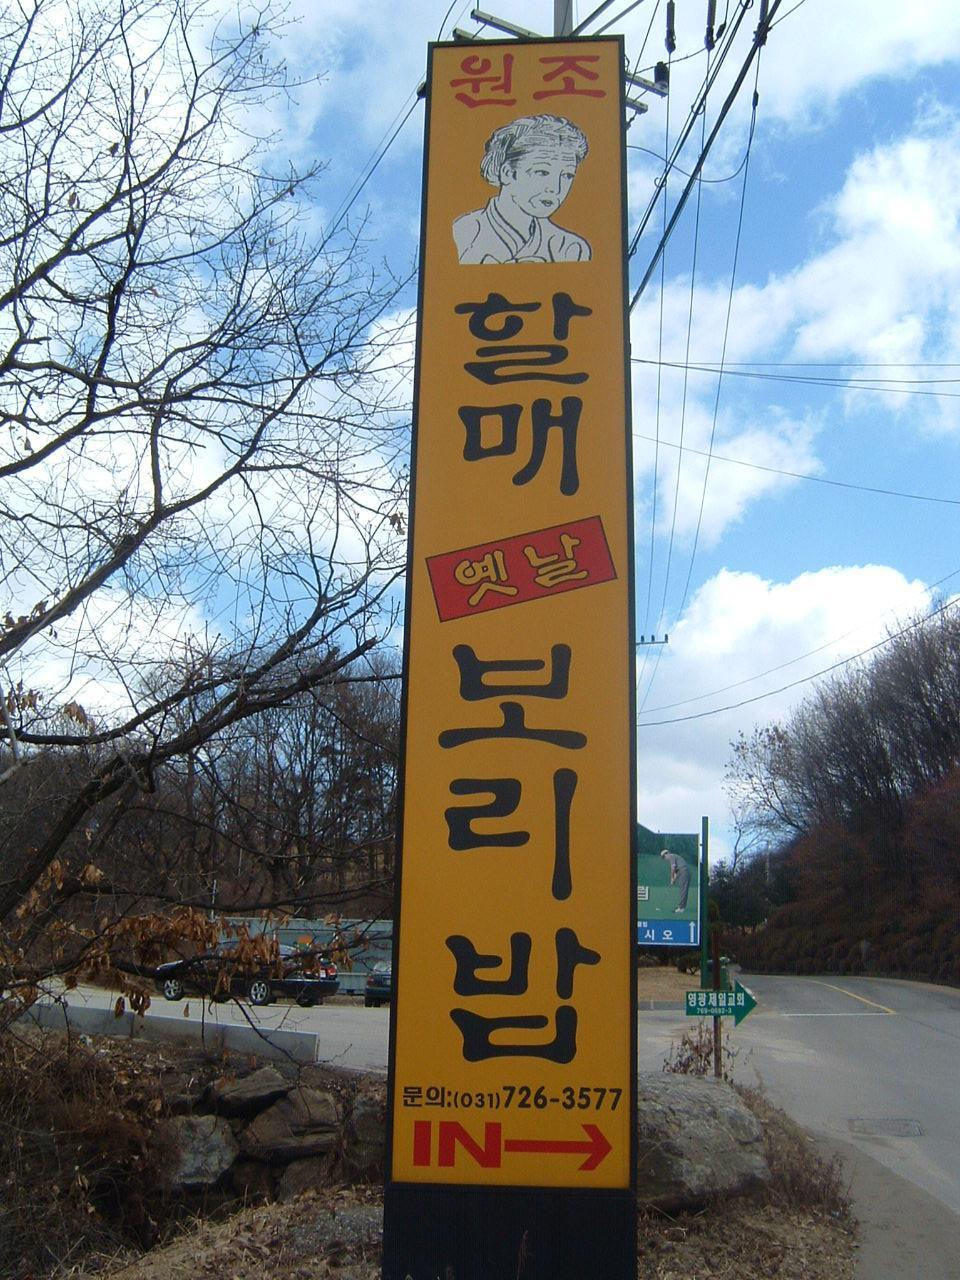 원조
할매
옛날
보리밥
문의:(031)726-3577
IN
시오
영광제일교회